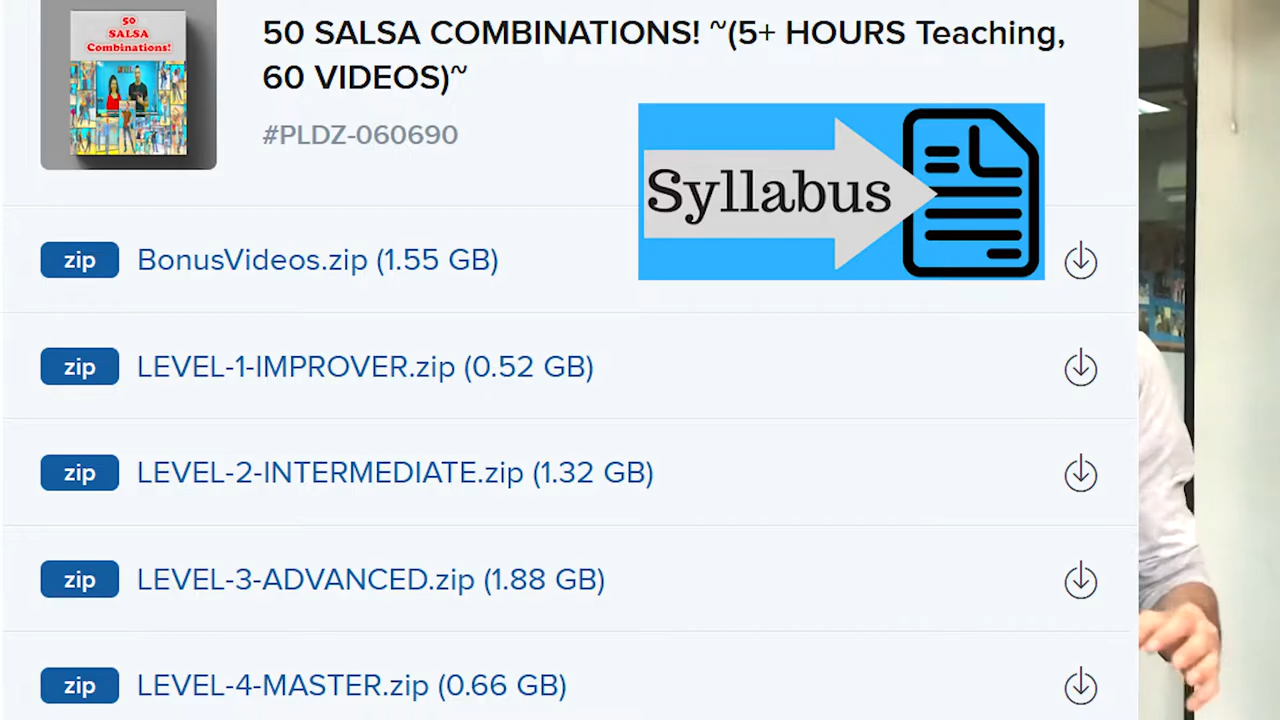 50
SALSA
Combinations!
50 SALSA COMBINATIONS! ~(5+ HOURS Teaching,
60 VIDEOS)~
#PLDZ-060690
Syllabus
zip BonusVideos.zip (1.55 GB)
zip LEVEL-1-IMPROVER.zip (0.52 GB)
zip LEVEL-2-INTERMEDIATE.zip (1.32 GB)
zip LEVEL-3-ADVANCED.zip (1.88 GB)
zip LEVEL-4-MASTER.zip (0.66 GB)